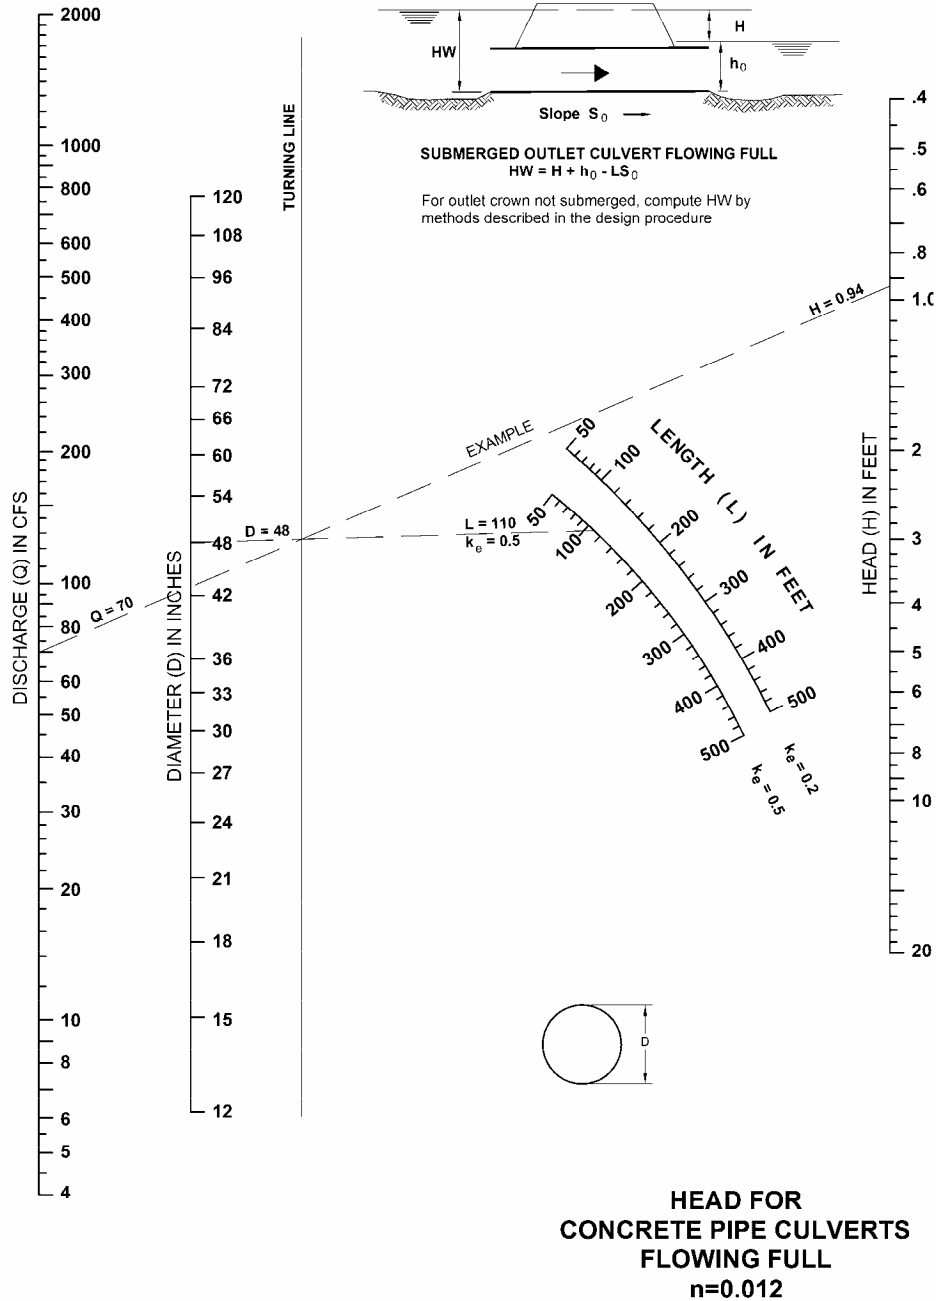 H
HW
h0
Slope S0
SUBMERGED OUTLET CULVERT FLOWING FULL
HW = H + h0 - LS0
For outlet crown not submerged, compute HW by
methods described in the design procedure
DISCHARGE (Q) IN CFS
2000
1000
800
600
500
400
300
200
100
80
60
50
40
30
20
10
8
6
5
4
DIAMETER (D) IN INCHES
120
108
96
84
72
66
60
54
48
42
36
33
30
27
24
21
18
15
12
TURNING LINE
Q = 70
D = 48
EXAMPLE
L = 110
ke = 0.5
H = 0.94
LENGTH (L) IN FEET
50
100
200
300
400
500
ke = 0.2
50
100
200
300
400
500
ke = 0.5
HEAD (H) IN FEET
.4
.5
.6
.8
1.0
2
3
4
5
6
8
10
20
D
HEAD FOR
CONCRETE PIPE CULVERTS
FLOWING FULL
n=0.012